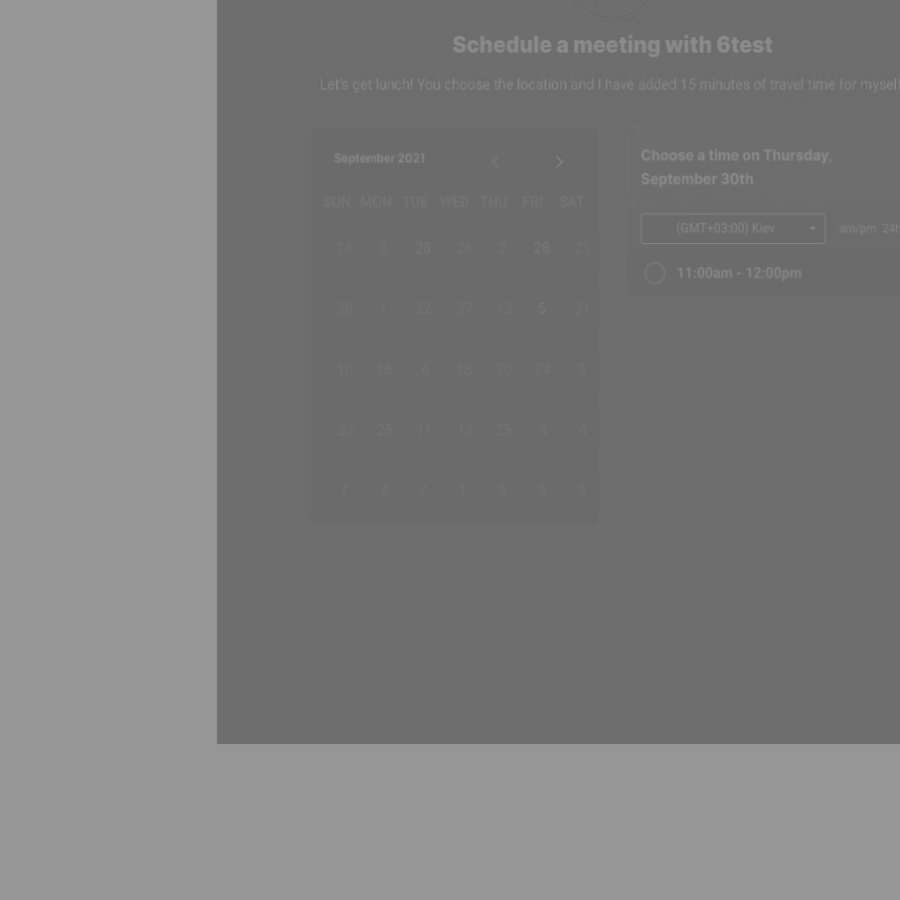 Schedule a meeting with 6test
Let's get lunch! You choose the location and I have added 15 minutes of travel time for myself
September 2021
SUN MON TUE WED THU FRI SAT
14 8 28 26 2 28 21
30 1 22 27 13 5 21
10 16 6 18 20 24 9
27 25 11 13 25 4 4
7 4 7 1 9 9 9
Choose a time on Thursday,
September 30th
(GMT+03:00) Kiev
am/pm 24h
11:00am - 12:00pm